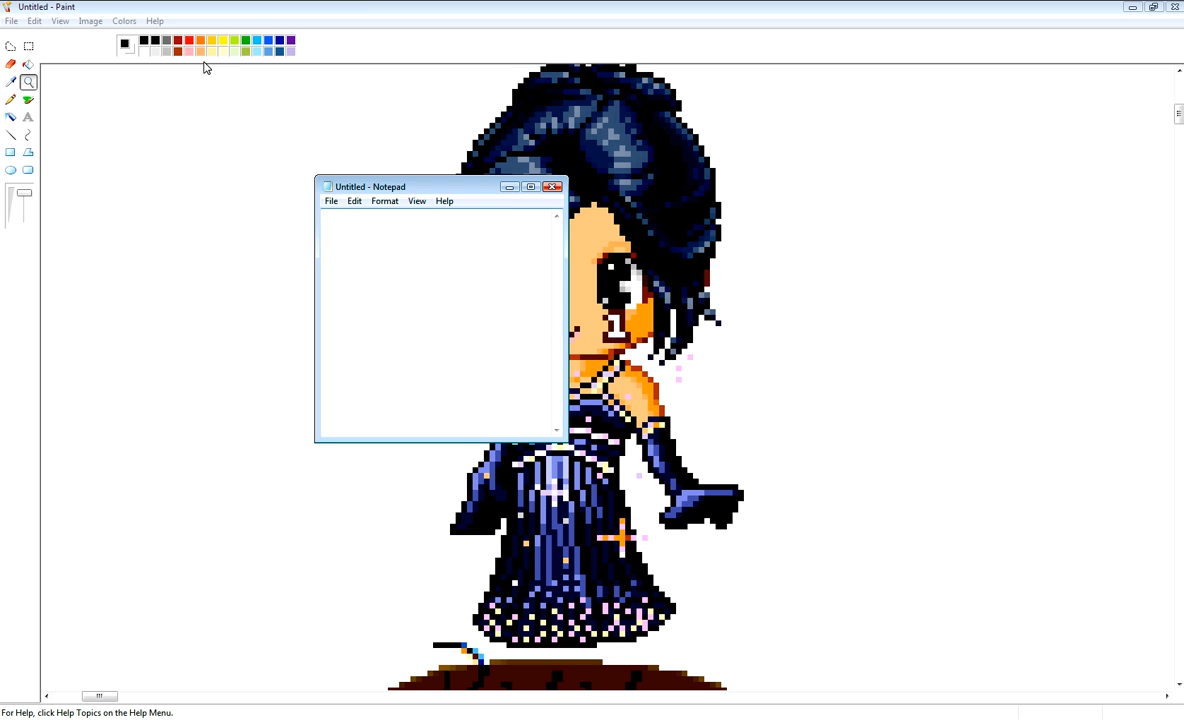 Untitled - Paint
File Edit View Image Colors Help
Untitled - Notepad
File Edit Format View Help
For Help, click Help Topics on the Help Menu.